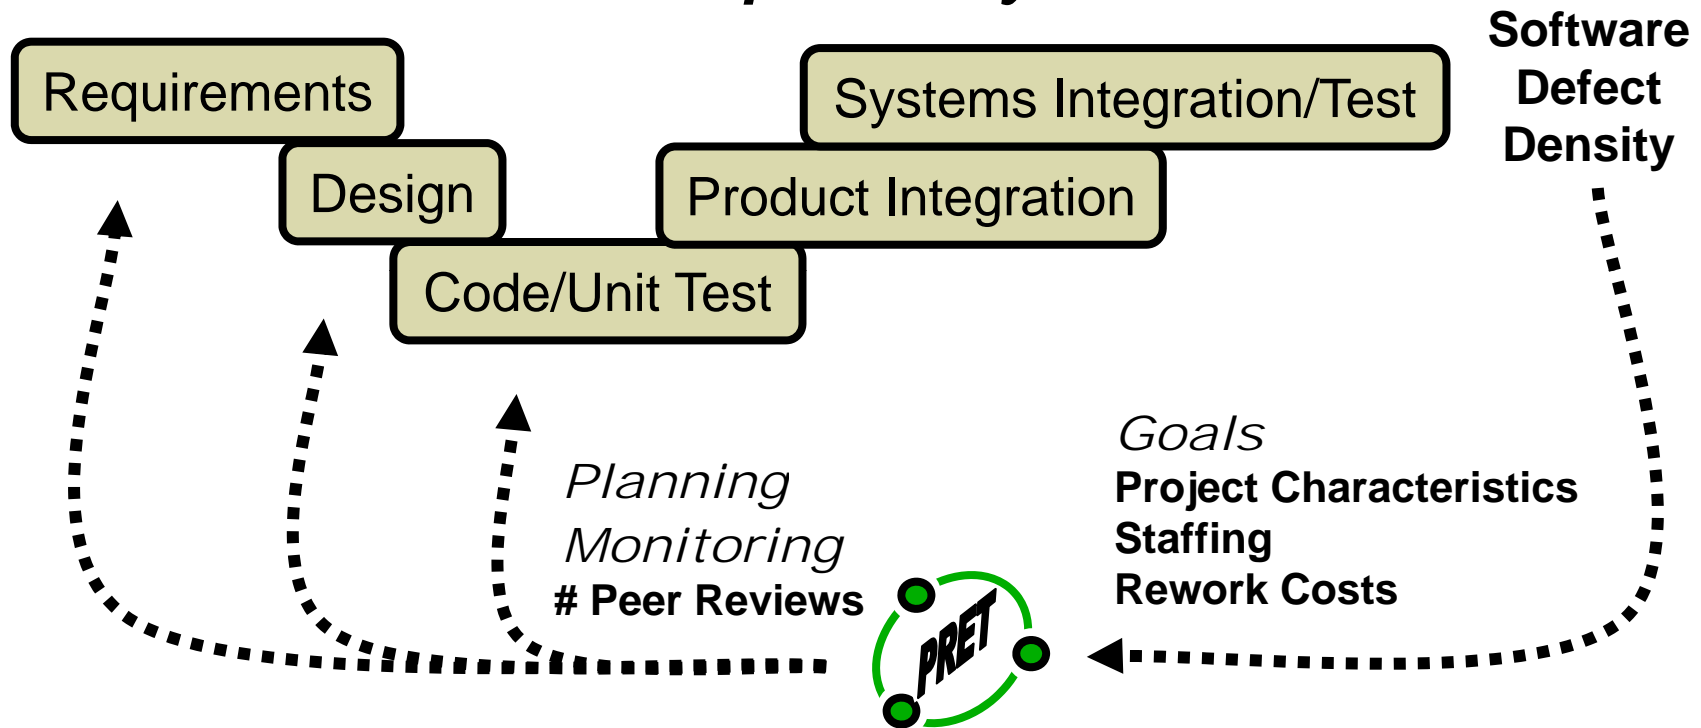 Software
Defect
Density
Requirements
Systems Integration/Test
Design
Product Integration
Code/Unit Test
Planning
Monitoring
# Peer Reviews
Goals
Project Characteristics
Staffing
Rework Costs
PRET